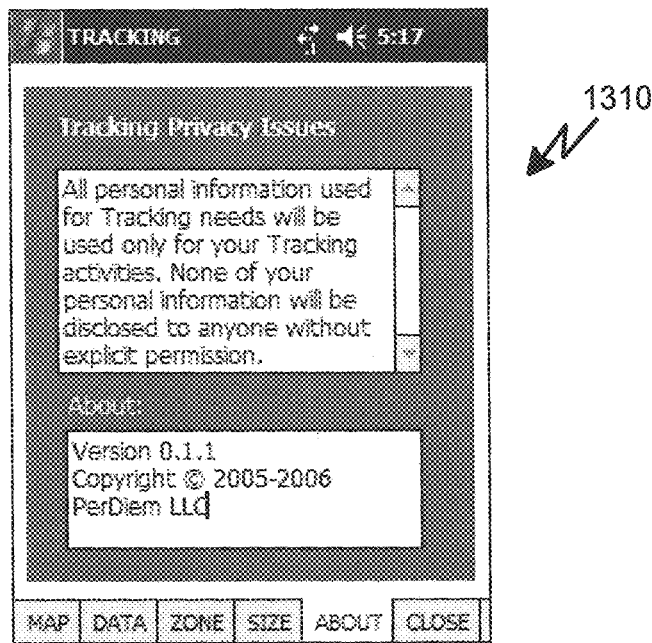 TRACKING 5:17
1310
Tracking Privacy Issues
All personal information used
for Tracking needs will be
used only for your Tracking
activities. None of your
personal information will be
disclosed to anyone without
explicit permission.
About:
Version 0.1.1
Copyright © 2005-2006
PerDiem LLC
MAP DATA ZONE SIZE ABOUT CLOSE